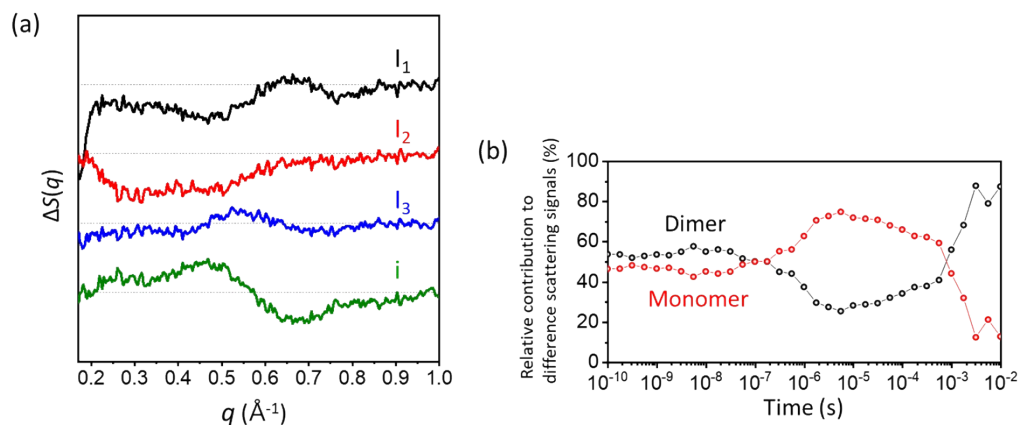 (a)
I1
I2
I3
i
ΔS(q)
0.2 0.3 0.4 0.5 0.6 0.7 0.8 0.9 1.0
q (Å-1)
(b)
Relative contribution to
difference scattering signals (%)
100
80
60
40
20
0
Dimer
Monomer
10-10 10-9 10-8 10-7 10-6 10-5 10-4 10-3 10-2
Time (s)